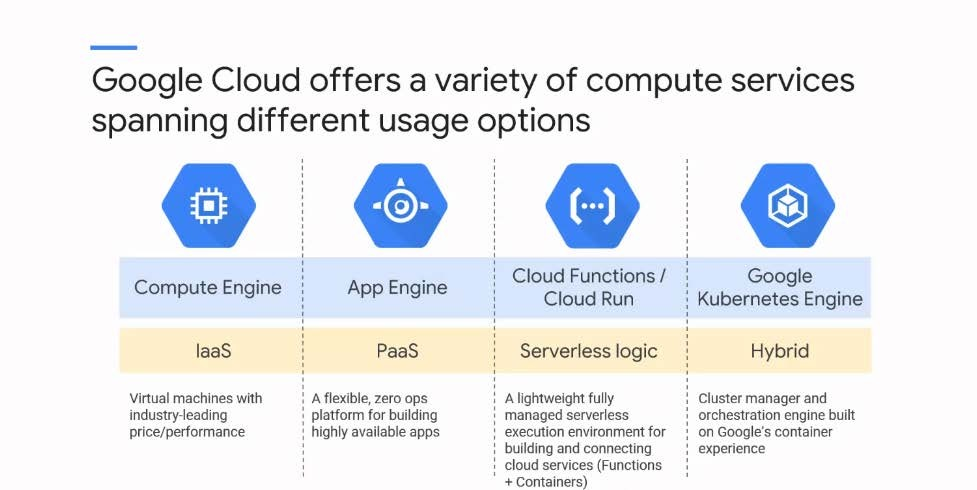 Google Cloud offers a variety of compute services
spanning different usage options
Compute Engine
App Engine
Cloud Functions /
Cloud Run
Google
Kubernetes Engine
IaaS
PaaS
Serverless logic
Hybrid
Virtual machines with
industry-leading
price/performance
A flexible, zero ops
platform for building
highly available apps
A lightweight fully
managed serverless
execution environment for
building and connecting
cloud services (Functions
+ Containers)
Cluster manager and
orchestration engine built
on Google's container
experience